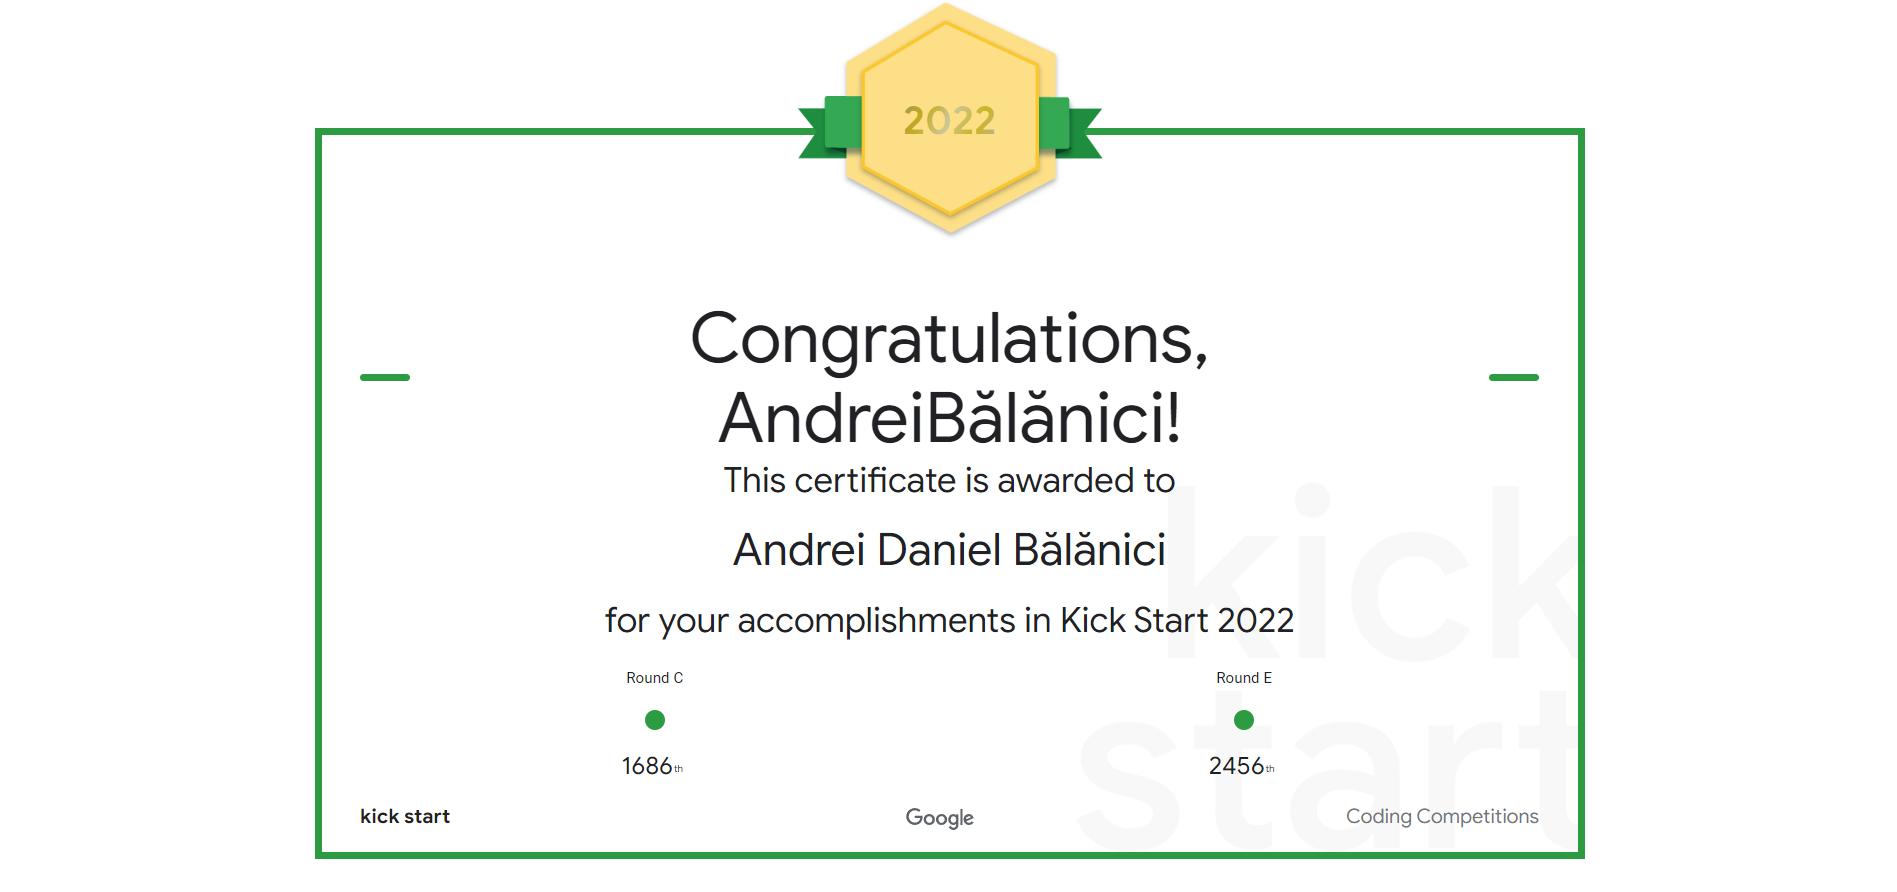 2022
Congratulations,
AndreiBălănici!
This certificate is awarded to
Andrei Daniel Bălănici
for your accomplishments in Kick Start 2022
Round C
Round E
1686th
2456th
kick start
kick start
Google
Coding Competitions